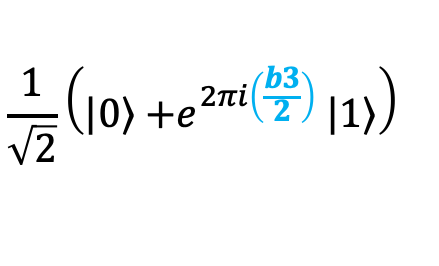 1/√2 (|0⟩ + e^{2πi(b3/2)} |1⟩)